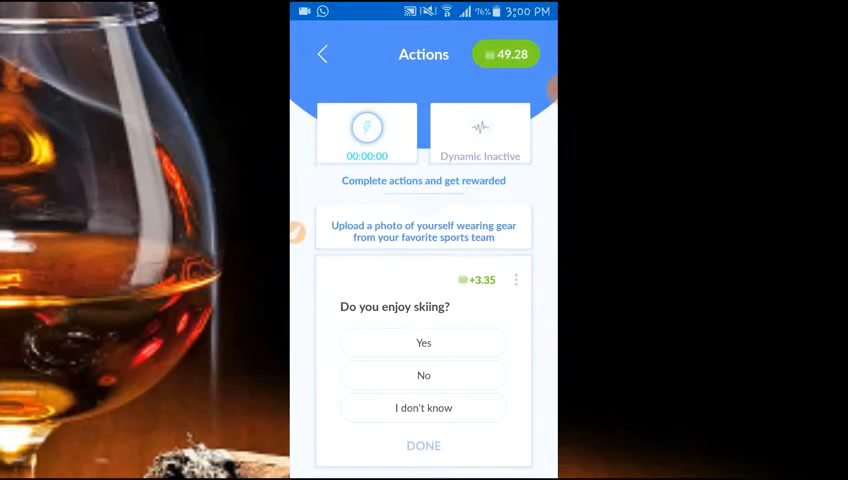 76% 3:00 PM
Actions
49.28
00:00:00
Dynamic Inactive
Complete actions and get rewarded
Upload a photo of yourself wearing gear
from your favorite sports team
+3.35
Do you enjoy skiing?
Yes
No
I don't know
DONE